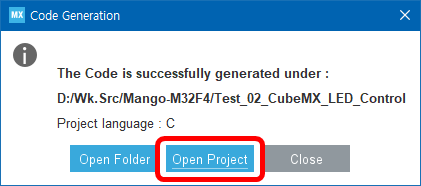 MX Code Generation
The Code is successfully generated under :
D:/Wk.Src/Mango-M32F4/Test_02_CubeMX_LED_Control
Project language : C
Open Folder Open Project Close